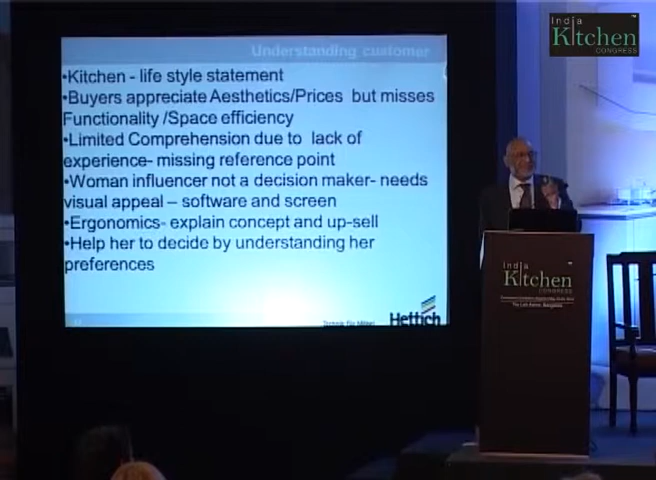 India
Kitchen
CONGRESS
Understanding customer
•Kitchen - life style statement
•Buyers appreciate Aesthetics/Prices but misses
Functionality /Space efficiency
•Limited Comprehension due to lack of
experience- missing reference point
•Woman influencer not a decision maker- needs
visual appeal – software and screen
•Ergonomics- explain concept and up-sell
•Help her to decide by understanding her
preferences
Technik für Möbel
Hettich
India
Kitchen
CONGRESS